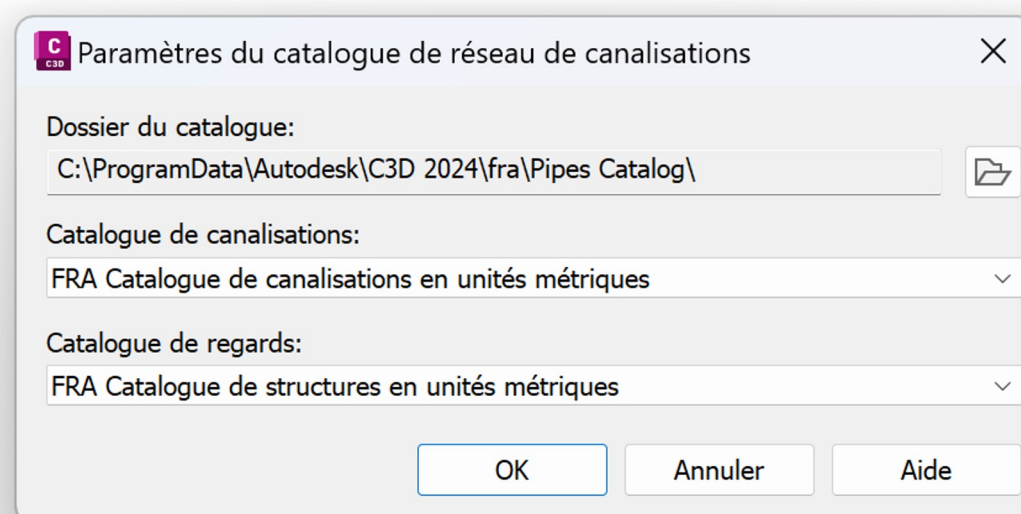 C
C3D
Paramètres du catalogue de réseau de canalisations
Dossier du catalogue:
C:\ProgramData\Autodesk\C3D 2024\fra\Pipes Catalog\
Catalogue de canalisations:
FRA Catalogue de canalisations en unités métriques
Catalogue de regards:
FRA Catalogue de structures en unités métriques
OK Annuler Aide